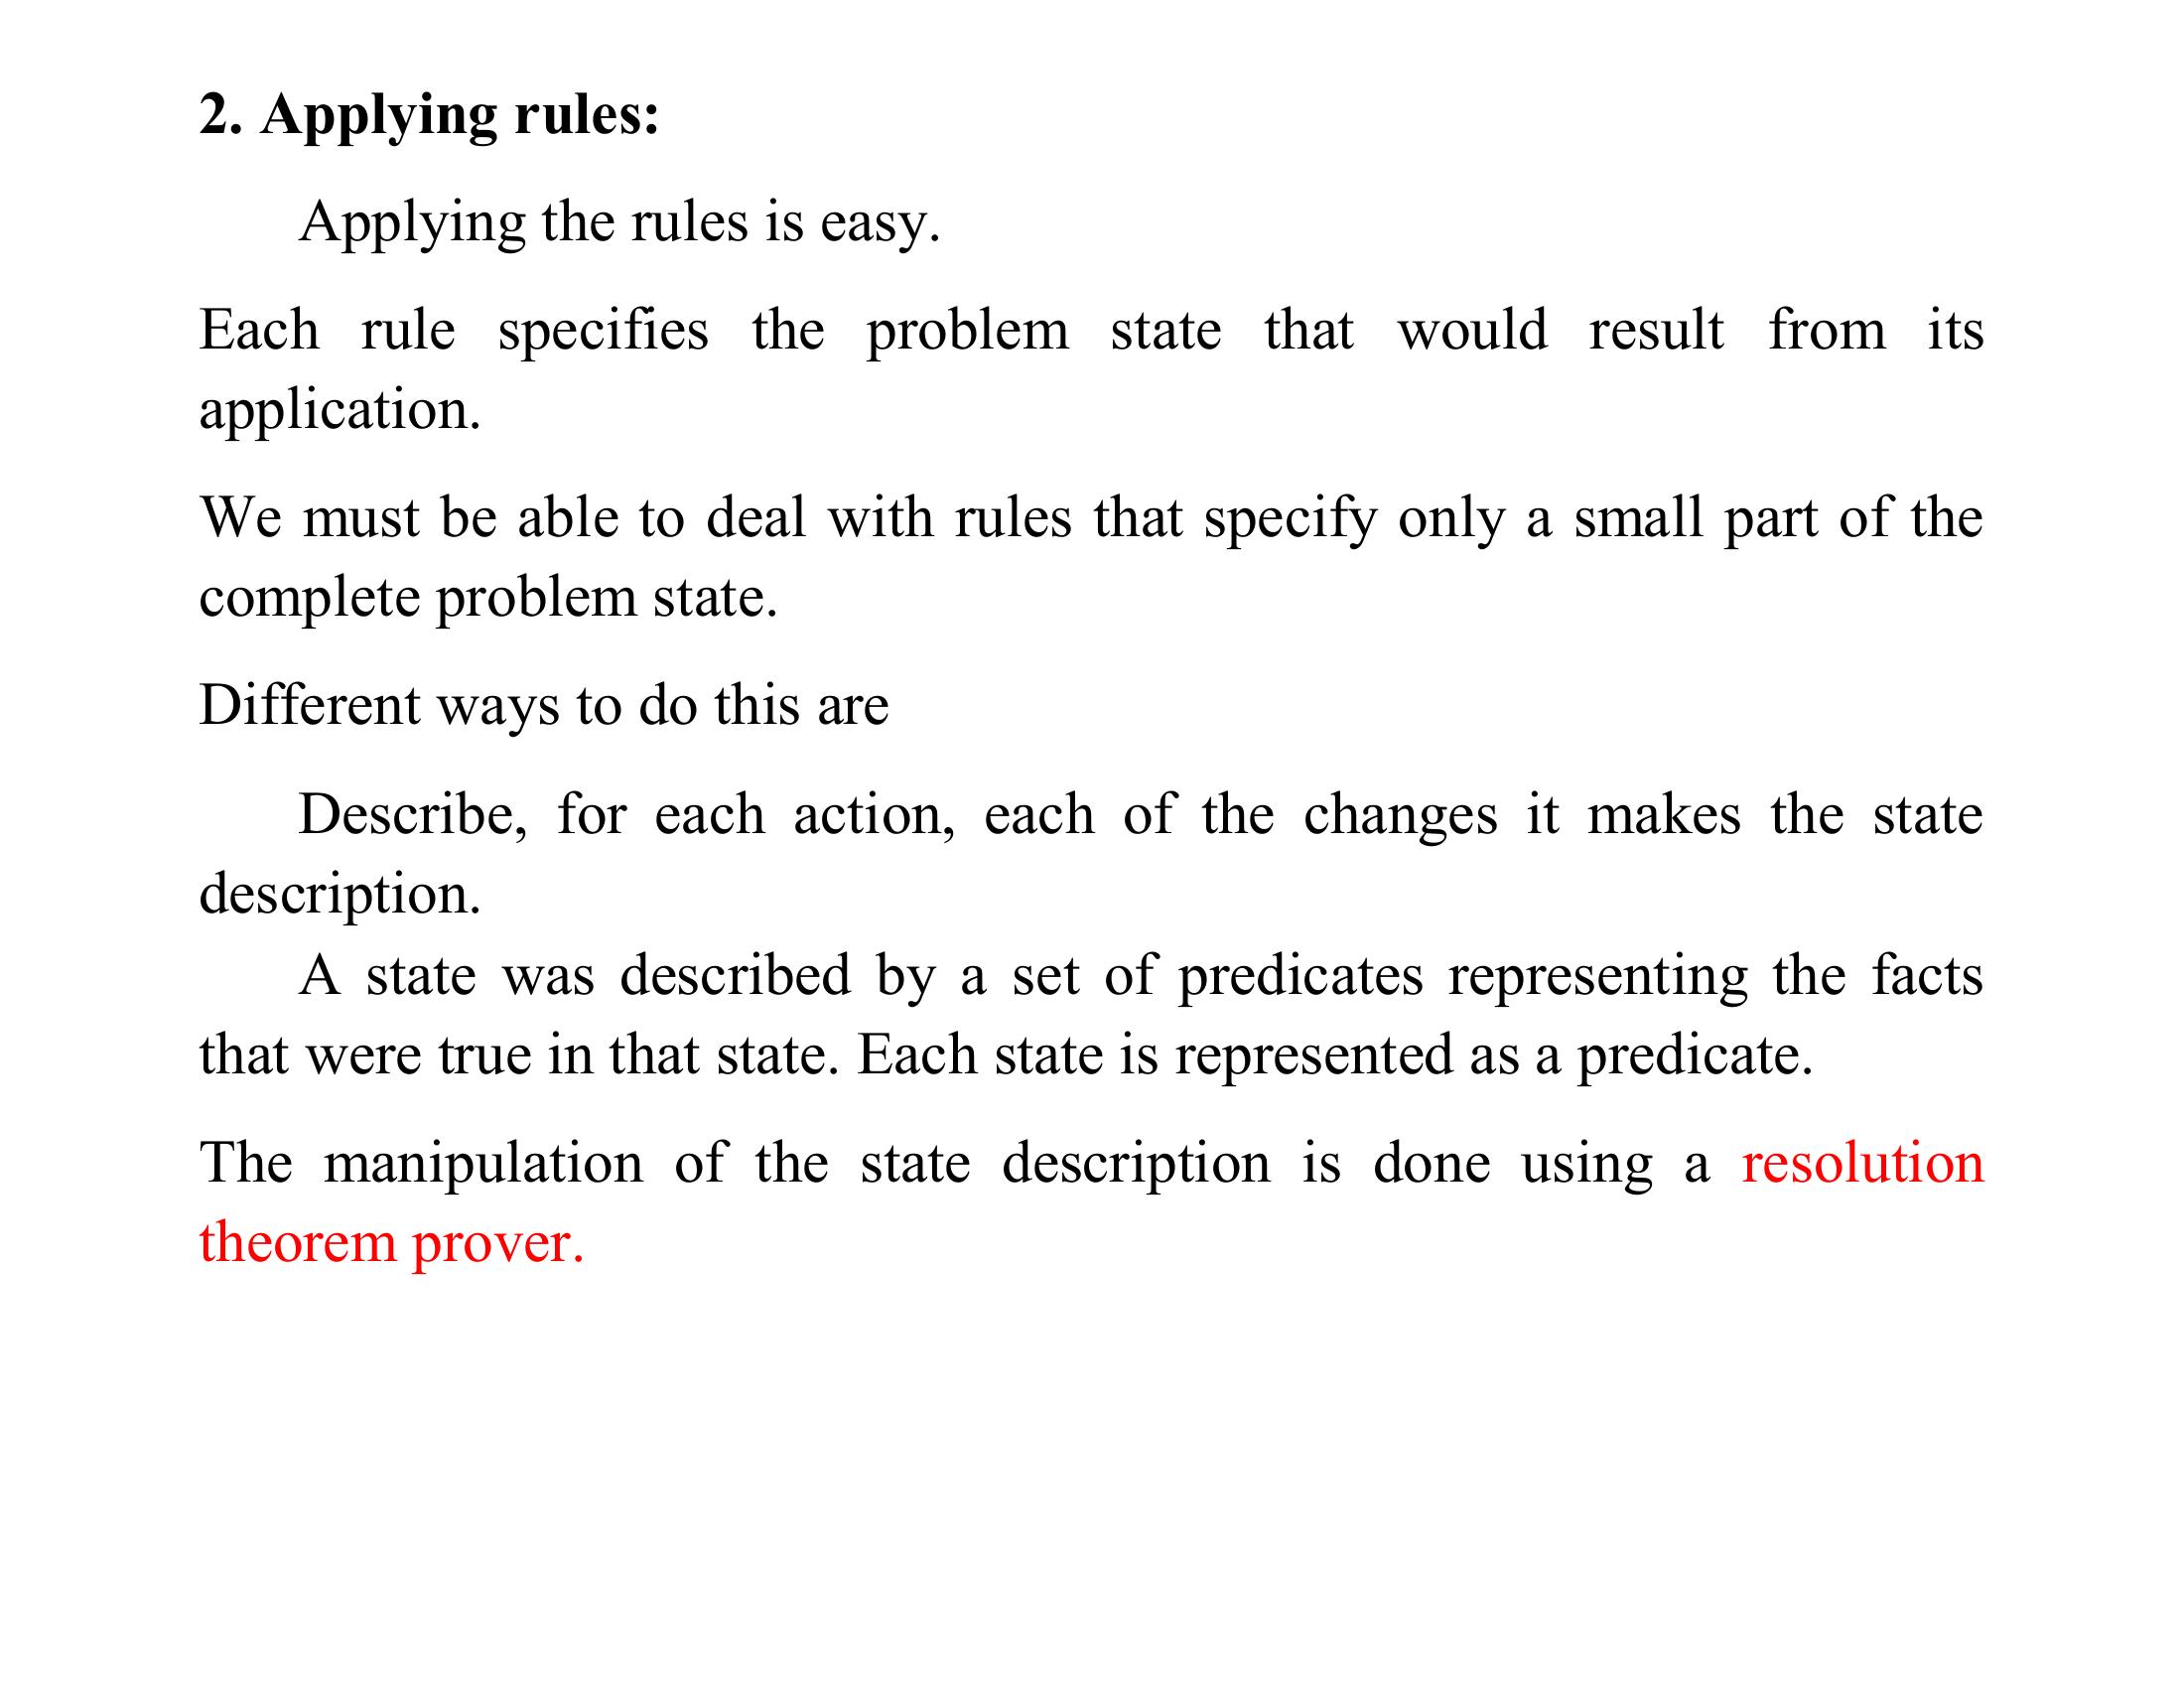 2. Applying rules:
Applying the rules is easy.
Each rule specifies the problem state that would result from its
application.
We must be able to deal with rules that specify only a small part of the
complete problem state.
Different ways to do this are
Describe, for each action, each of the changes it makes the state
description.
A state was described by a set of predicates representing the facts
that were true in that state. Each state is represented as a predicate.
The manipulation of the state description is done using a resolution
theorem prover.